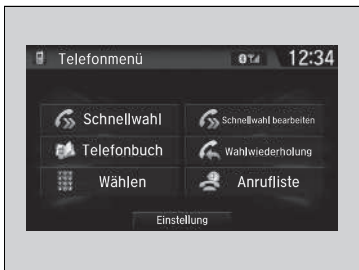 Telefonmenü 12:34
Schnellwahl Schnellwahl bearbeiten
Telefonbuch Wahlwiederholung
Wählen Anrufliste
Einstellung